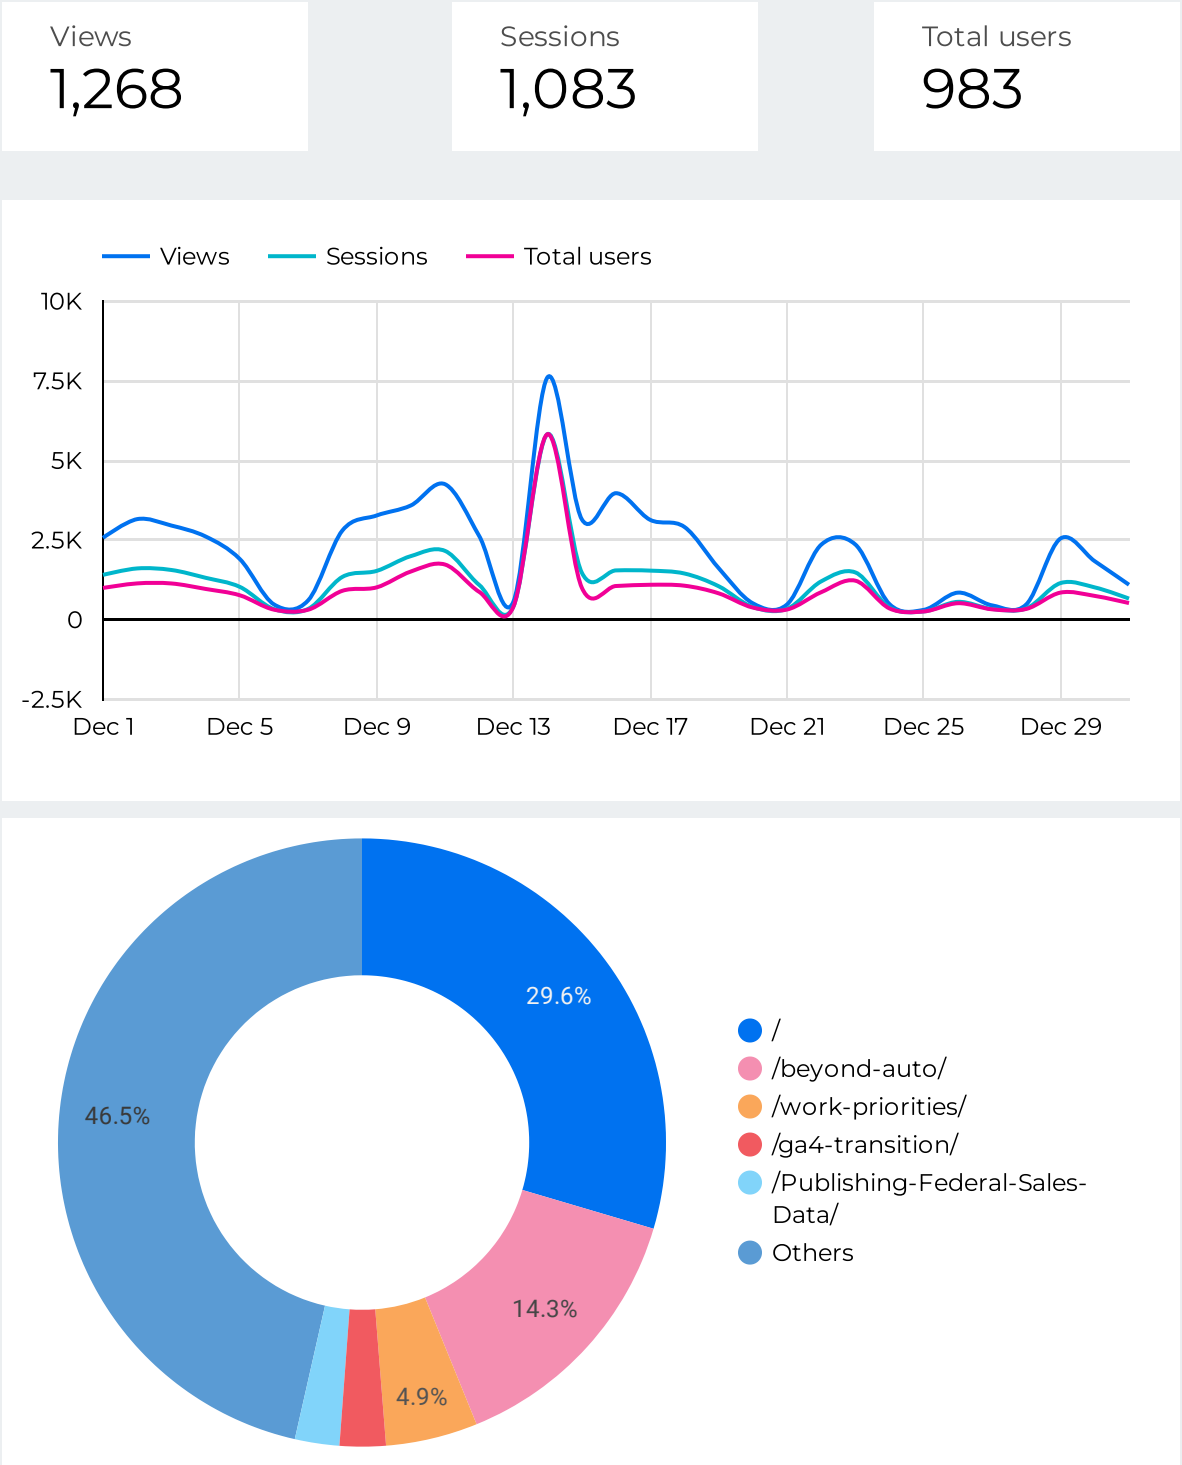 Views
1,268
Sessions
1,083
Total users
983
Views Sessions Total users
10K
7.5K
5K
2.5K
0
-2.5K
Dec 1 Dec 5 Dec 9 Dec 13 Dec 17 Dec 21 Dec 25 Dec 29
29.6%
46.5%
14.3%
4.9%
/
/beyond-auto/
/work-priorities/
/ga4-transition/
/Publishing-Federal-Sales-
Data/
Others